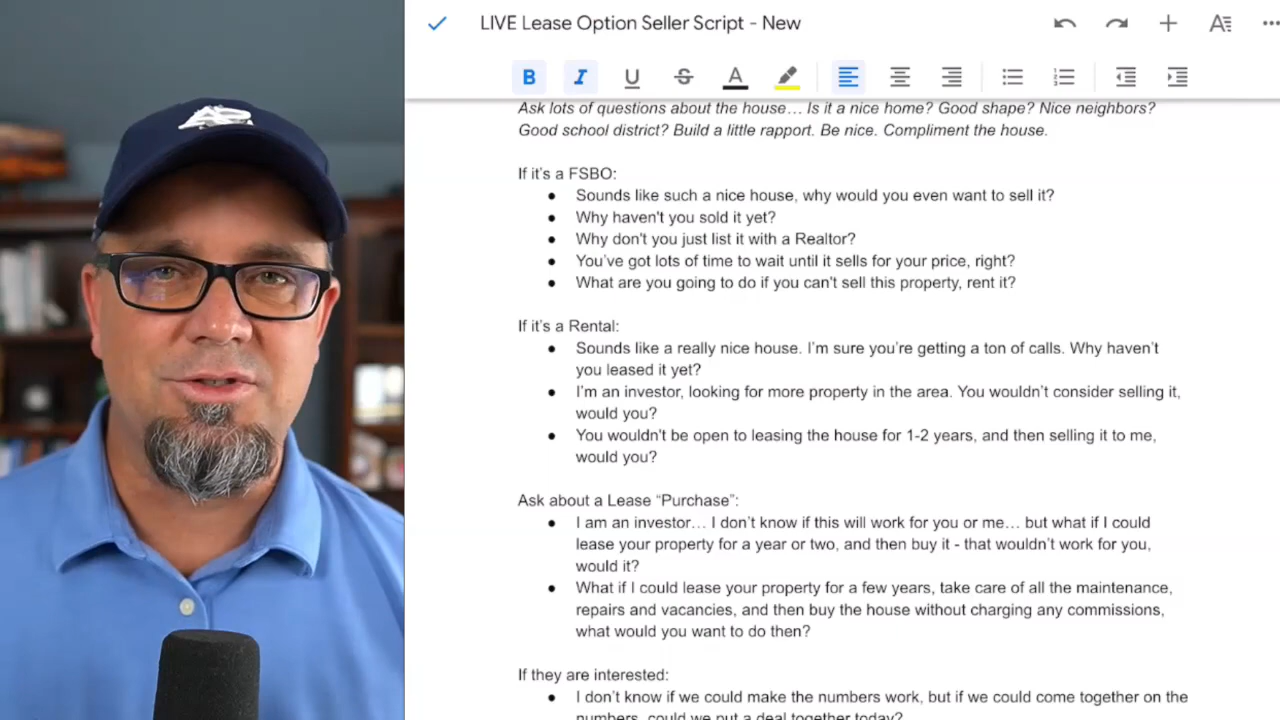 LIVE Lease Option Seller Script - New
B I U S A
Ask lots of questions about the house… Is it a nice home? Good shape? Nice neighbors?
Good school district? Build a little rapport. Be nice. Compliment the house.
If it's a FSBO:
● Sounds like such a nice house, why would you even want to sell it?
● Why haven't you sold it yet?
● Why don't you just list it with a Realtor?
● You've got lots of time to wait until it sells for your price, right?
● What are you going to do if you can't sell this property, rent it?
If it's a Rental:
● Sounds like a really nice house. I'm sure you're getting a ton of calls. Why haven't
you leased it yet?
● I'm an investor, looking for more property in the area. You wouldn't consider selling it,
would you?
● You wouldn't be open to leasing the house for 1-2 years, and then selling it to me,
would you?
Ask about a Lease “Purchase”:
● I am an investor… I don't know if this will work for you or me… but what if I could
lease your property for a year or two, and then buy it - that wouldn't work for you,
would it?
● What if I could lease your property for a few years, take care of all the maintenance,
repairs and vacancies, and then buy the house without charging any commissions,
what would you want to do then?
If they are interested:
● I don't know if we could make the numbers work, but if we could come together on the
numbers, could we put a deal together today?